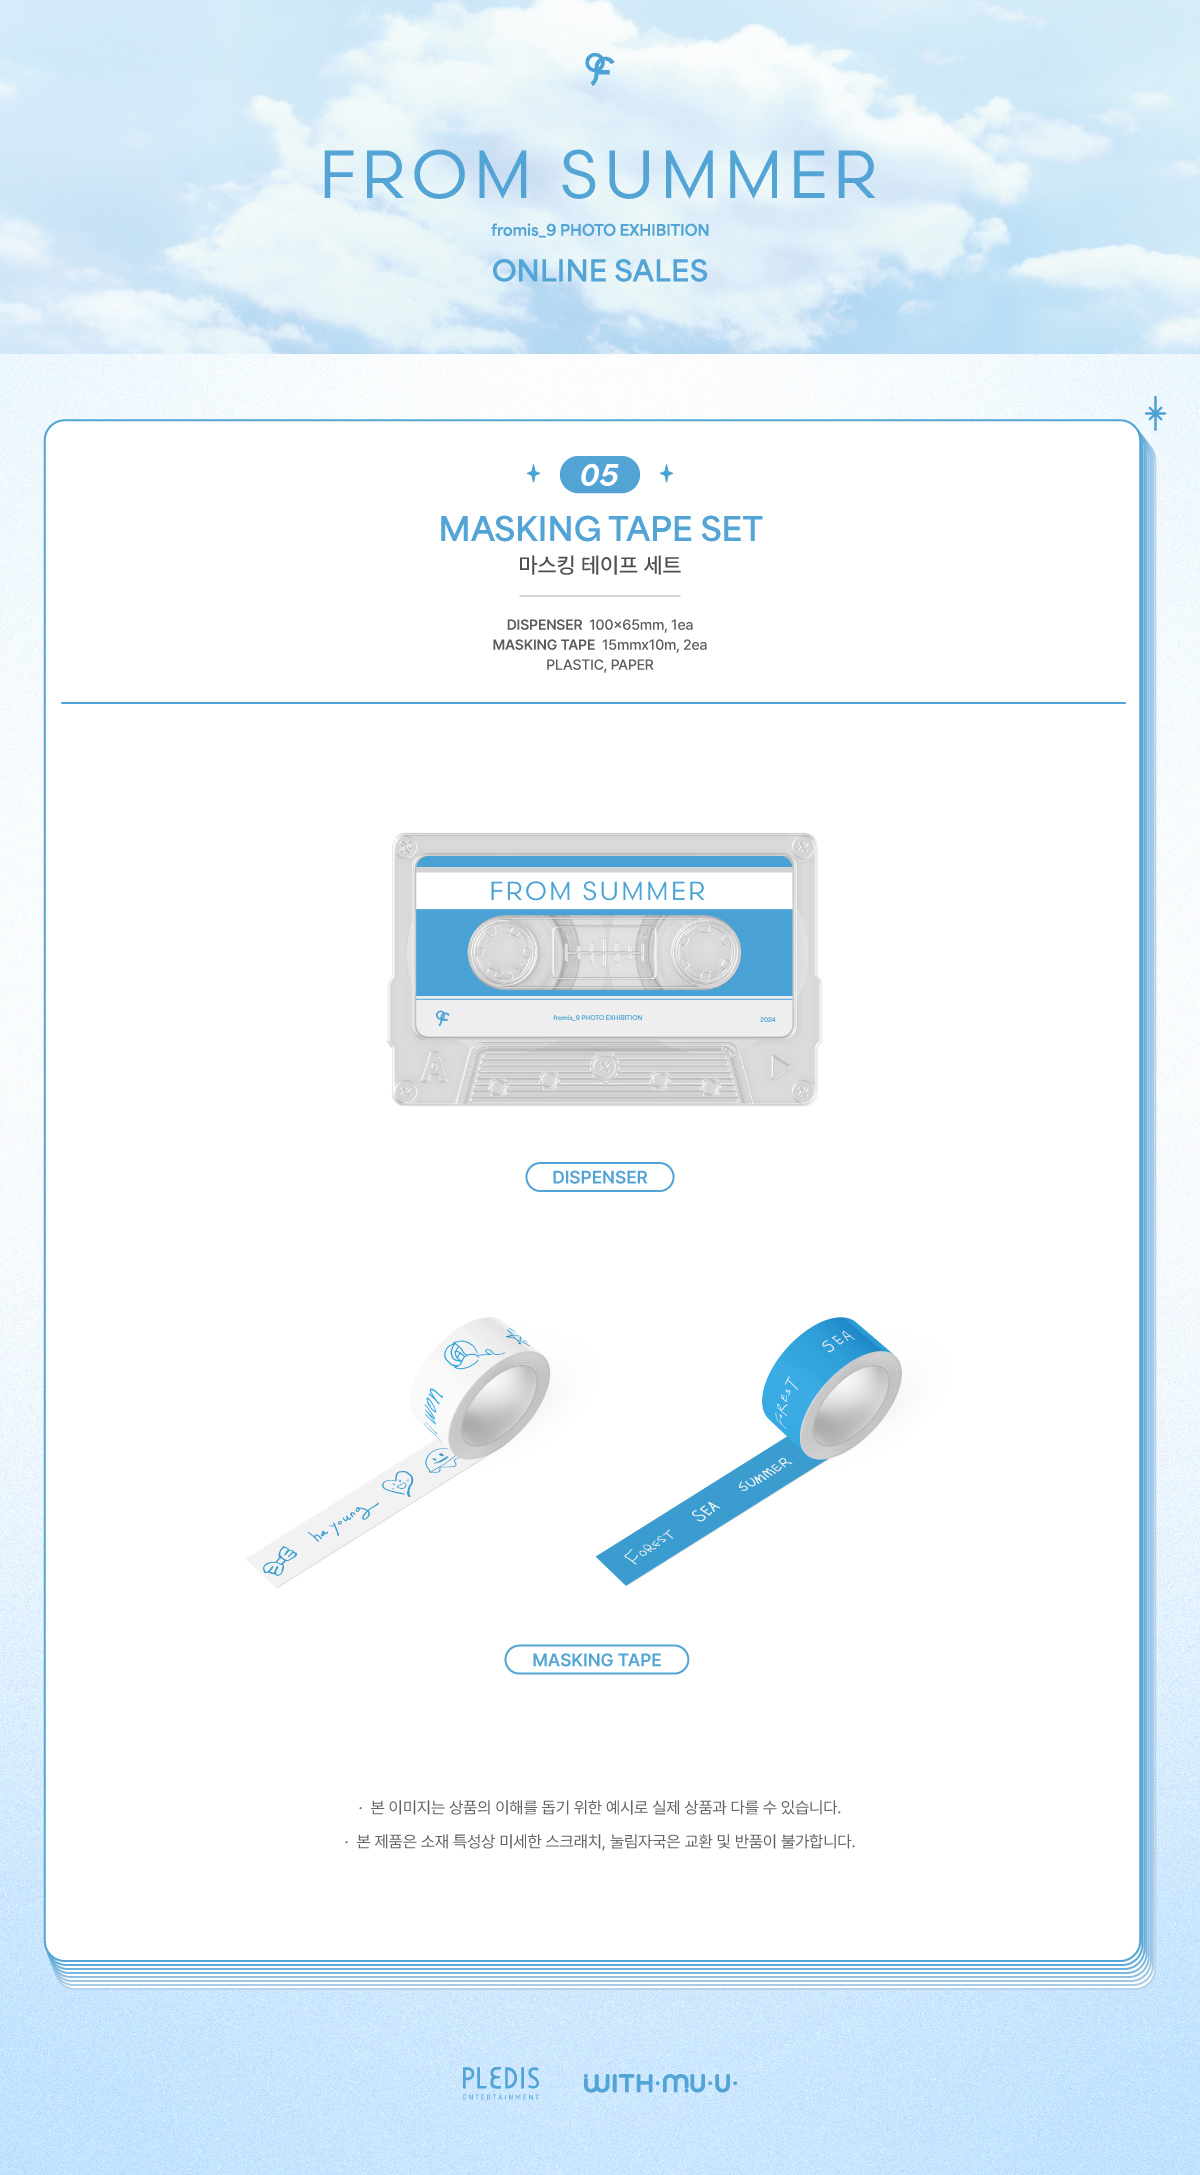 FROM SUMMER
fromis_9 PHOTO EXHIBITION
ONLINE SALES
05
MASKING TAPE SET
마스킹 테이프 세트
DISPENSER 100×65mm, 1ea
MASKING TAPE 15mmx10m, 2ea
PLASTIC, PAPER
FROM SUMMER
fromis_9 PHOTO EXHIBITION
2024
A
DISPENSER
SEA
FOREST
ha young
FOREST SEA SUMMER
MASKING TAPE
· 본 이미지는 상품의 이해를 돕기 위한 예시로 실제 상품과 다를 수 있습니다.
· 본 제품은 소재 특성상 미세한 스크래치, 눌림자국은 교환 및 반품이 불가합니다.
PLEDIS
ENTERTAINMENT
WITH·MU·U·